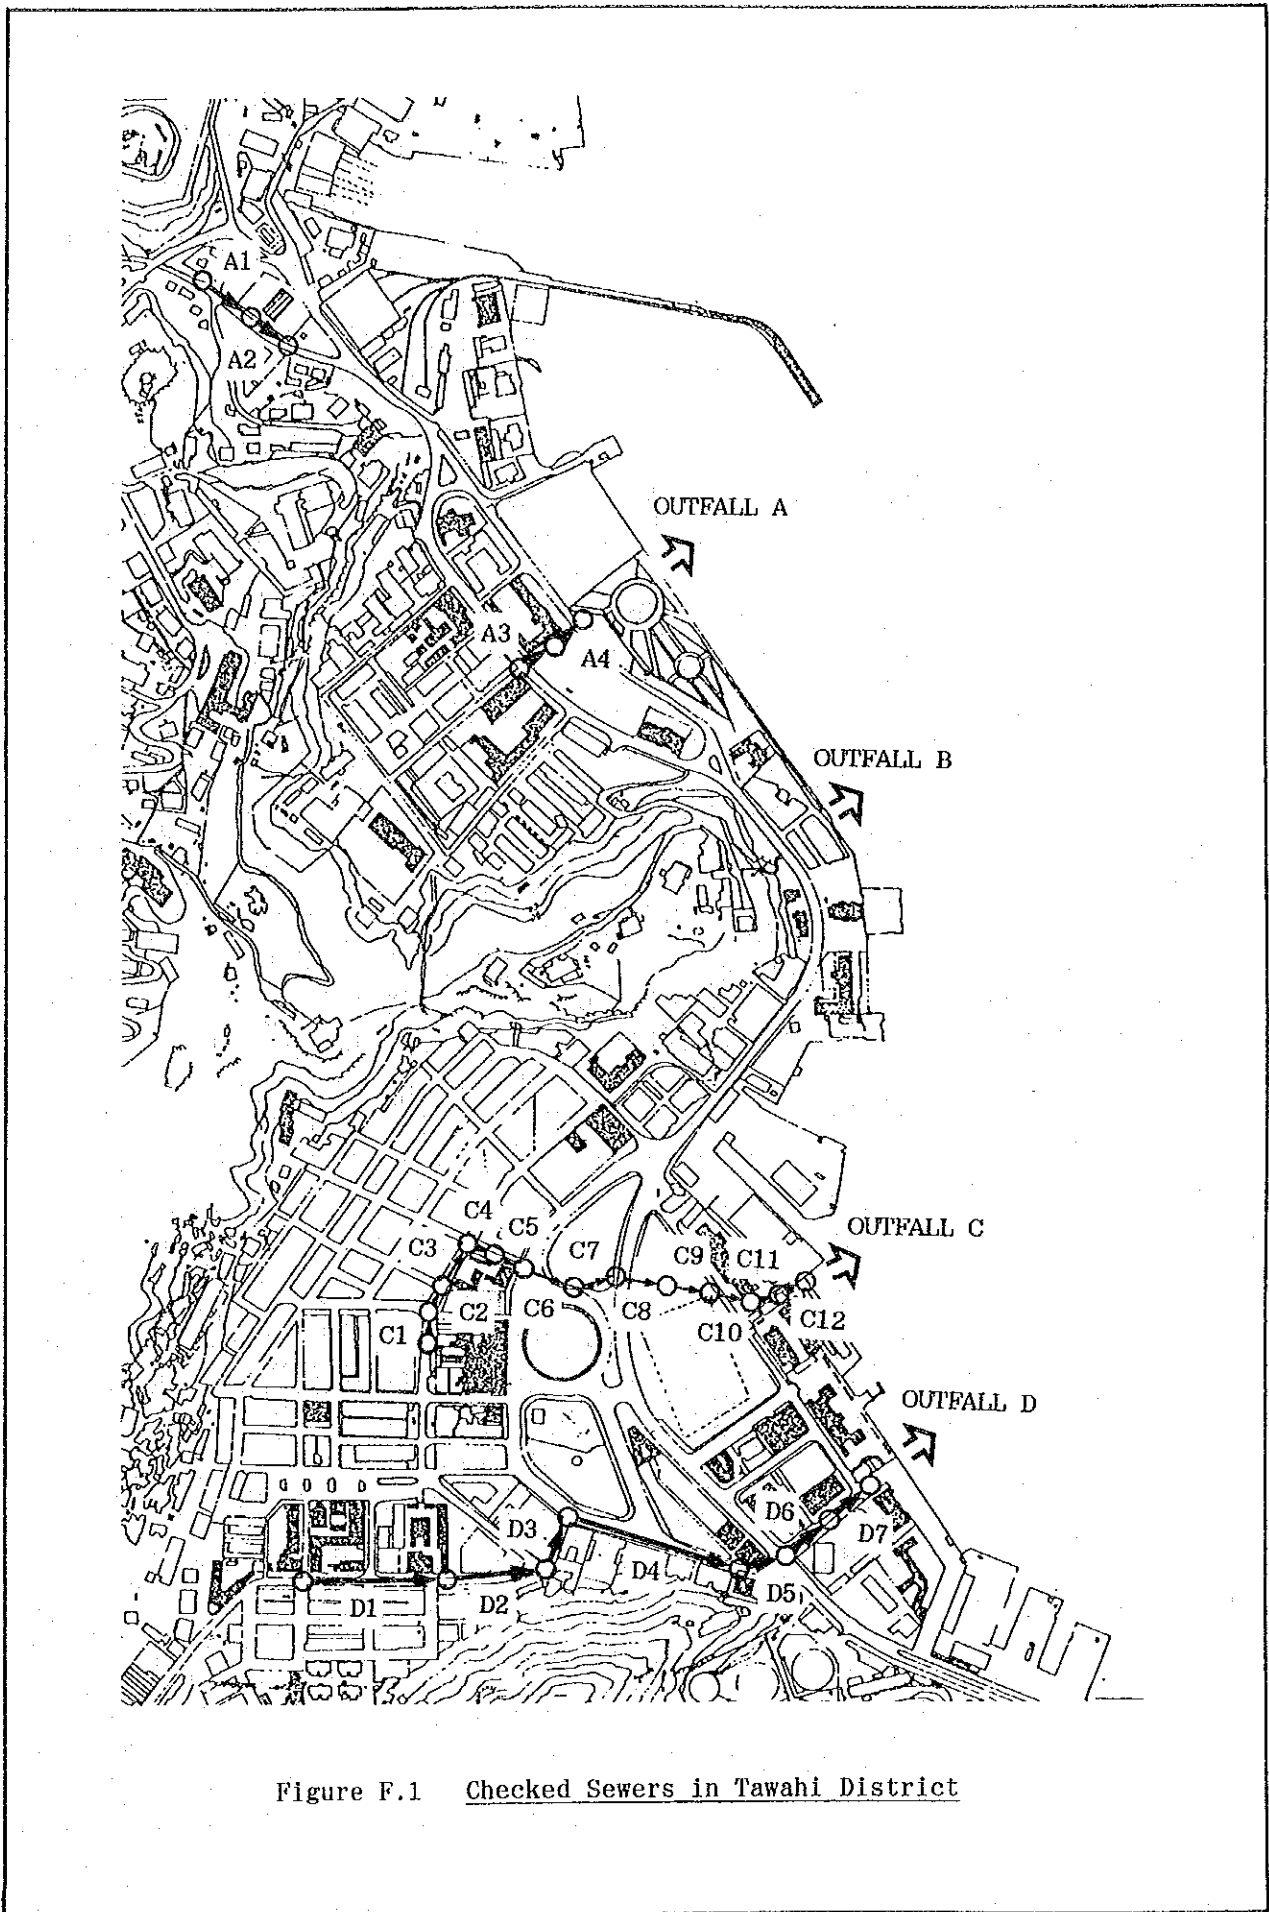 A1
A2
OUTFALL A
A3
A4
OUTFALL B
C4
C5
OUTFALL C
C3
C7
C9
C11
C2
C6
C8
C1
C10
C12
OUTFALL D
D6
D3
D7
D4
D5
D1
D2
Figure F.1 Checked Sewers in Tawahi District